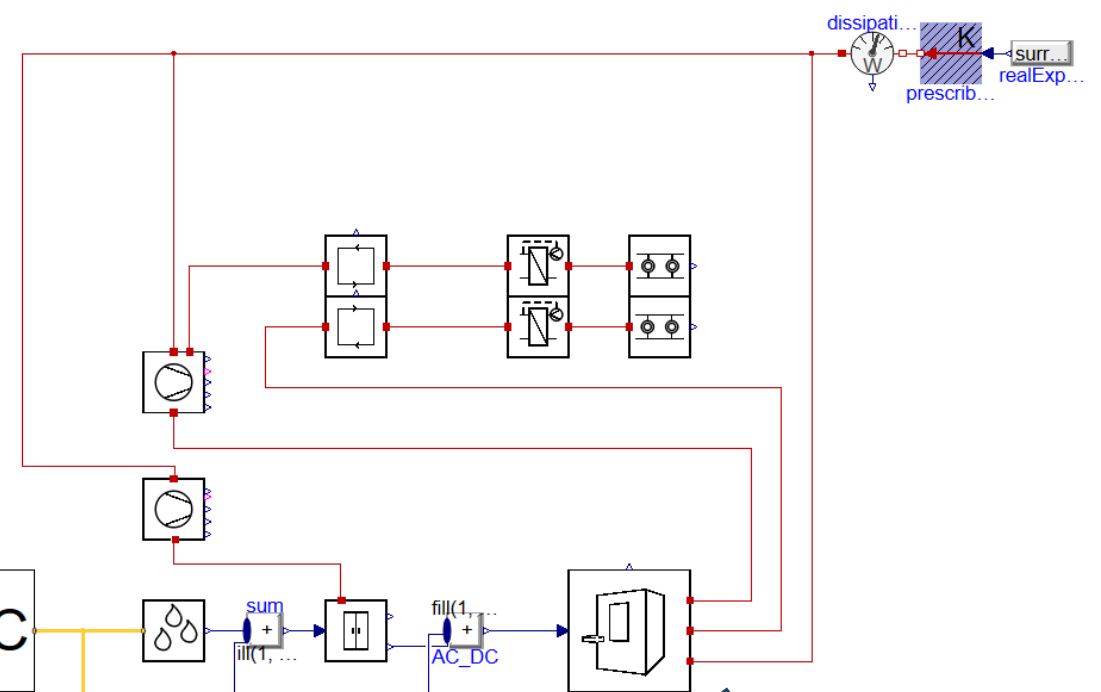 dissipati...
K
surr...
W
realExp...
prescrib...
sum
fill(1, ...
C
+
+
ill(1, ...
AC_DC